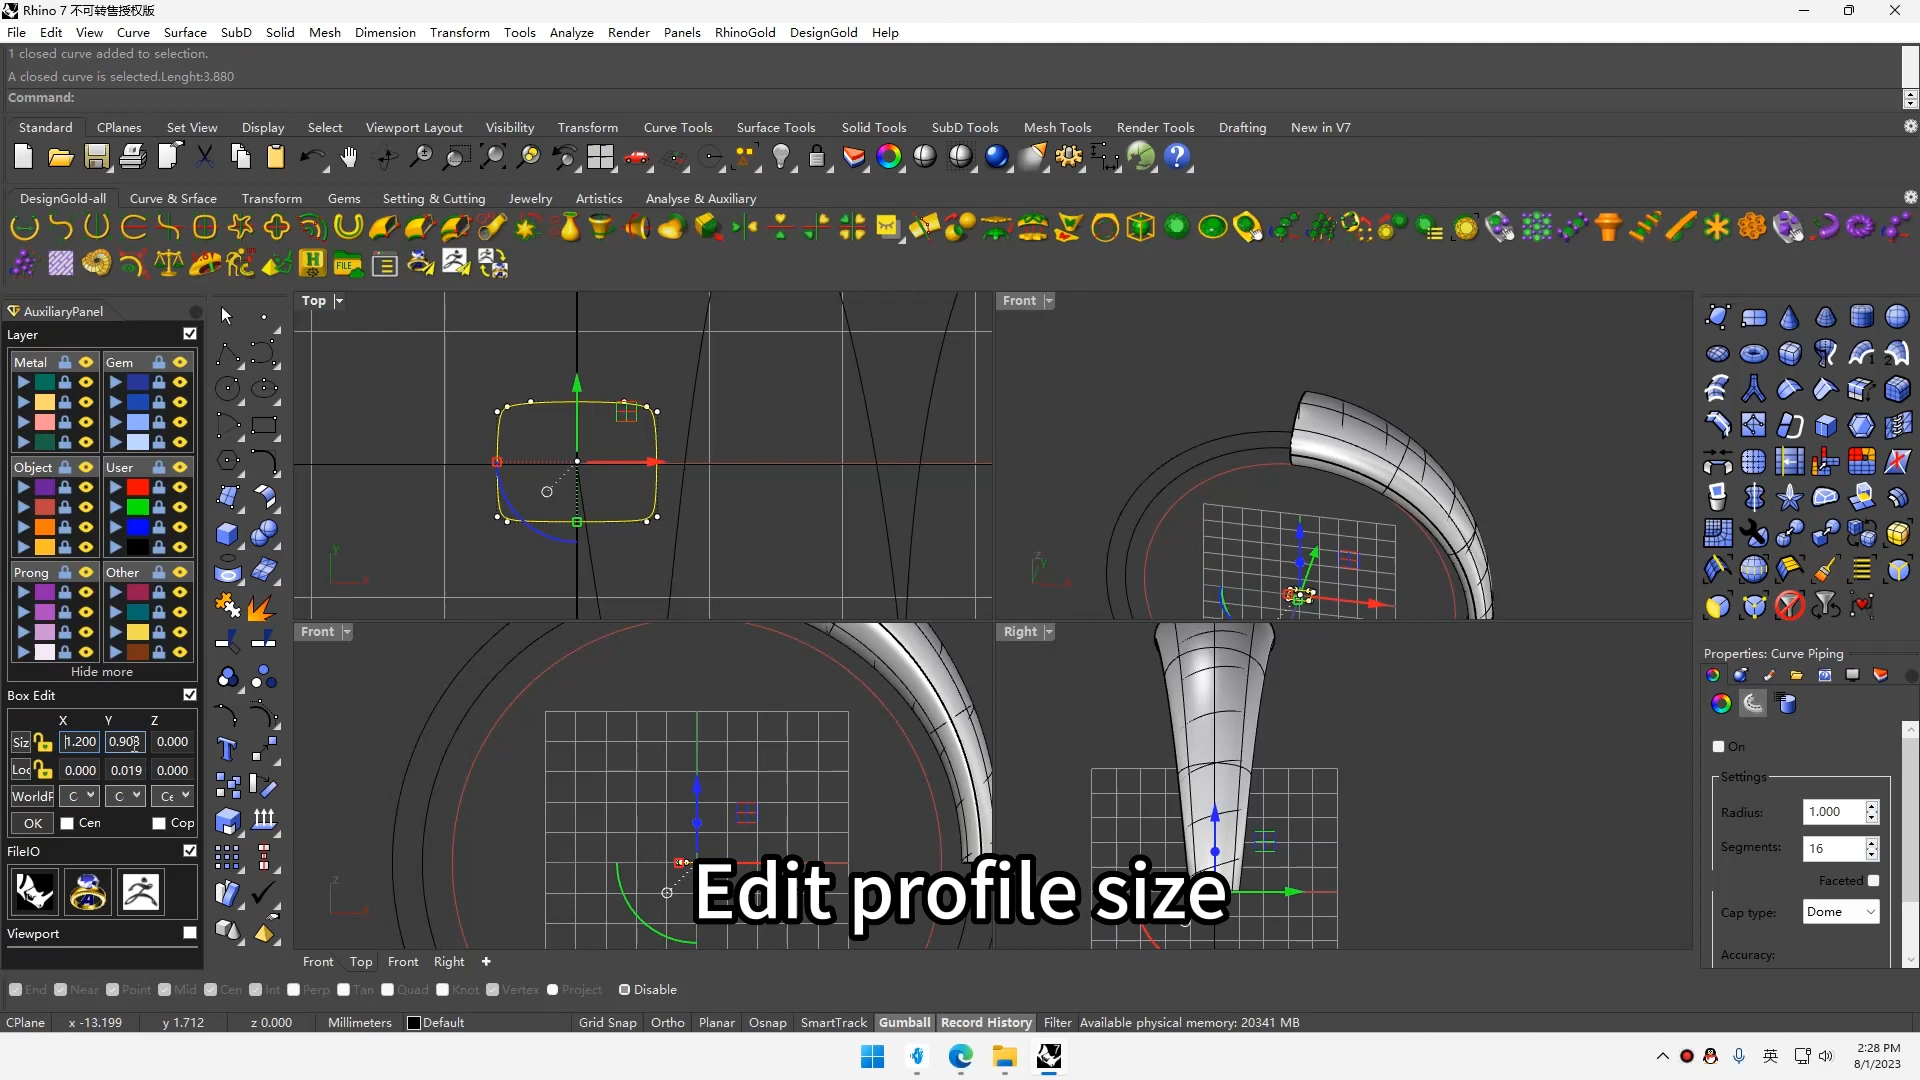 Rhino 7 不可转售授权版
File Edit View Curve Surface SubD Solid Mesh Dimension Transform Tools Analyze Render Panels RhinoGold DesignGold Help
1 closed curve added to selection.
A closed curve is selected.Lenght:3.880
Command:
Standard CPlanes Set View Display Select Viewport Layout Visibility Transform Curve Tools Surface Tools Solid Tools SubD Tools Mesh Tools Render Tools Drafting New in V7
DesignGold-all Curve & Srface Transform Gems Setting & Cutting Jewelry Artistics Analyse & Auxiliary
FILE
AuxiliaryPanel
Layer
Metal Gem
Object User
Prong Other
Hide more
Box Edit
X Y Z
Siz 1.200 0.903 0.000
Loc 0.000 0.019 0.000
WorldP C C Ce
OK Cen Cop
FileIO
Viewport
Top
y
Front
z
y
Front
z
Right
Edit profile size
Properties: Curve Piping
On
Settings
Radius: 1.000
Segments: 16
Faceted
Cap type: Dome
Accuracy:
Front Top Front Right
End Near Point Mid Cen Int Perp Tan Quad Knot Vertex Project Disable
CPlane x -13.199 y 1.712 z 0.000 Millimeters Default Grid Snap Ortho Planar Osnap SmartTrack Gumball Record History Filter Available physical memory: 20341 MB
英
2:28 PM
8/1/2023